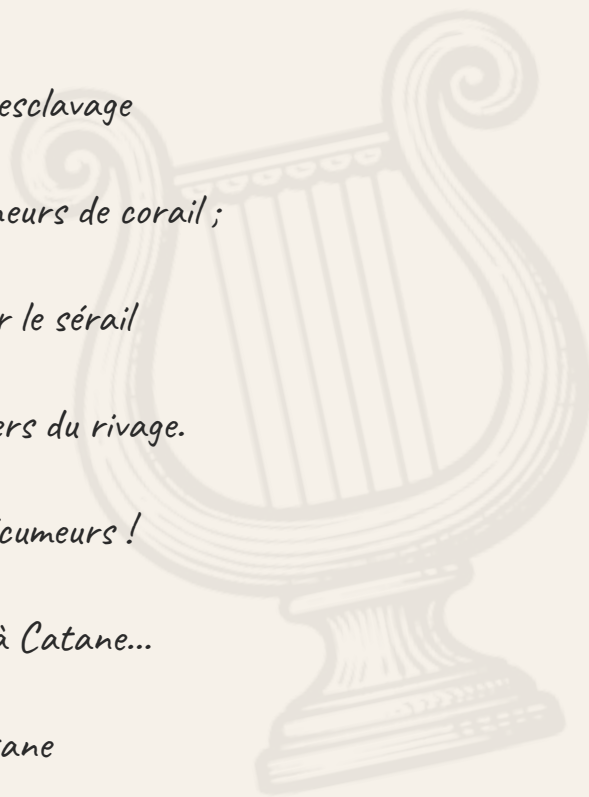 esclavage
neurs de corail ;
r le sérail
ers du rivage.
cumeurs !
à Catane...
ane